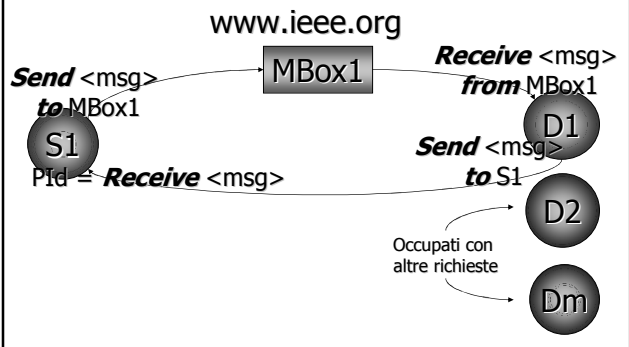 www.ieee.org
Send <msg>
to MBox1
MBox1
Receive <msg>
from MBox1
S1
D1
PId = Receive <msg>
Send <msg>
to S1
D2
Occupati con
altre richieste
Dm